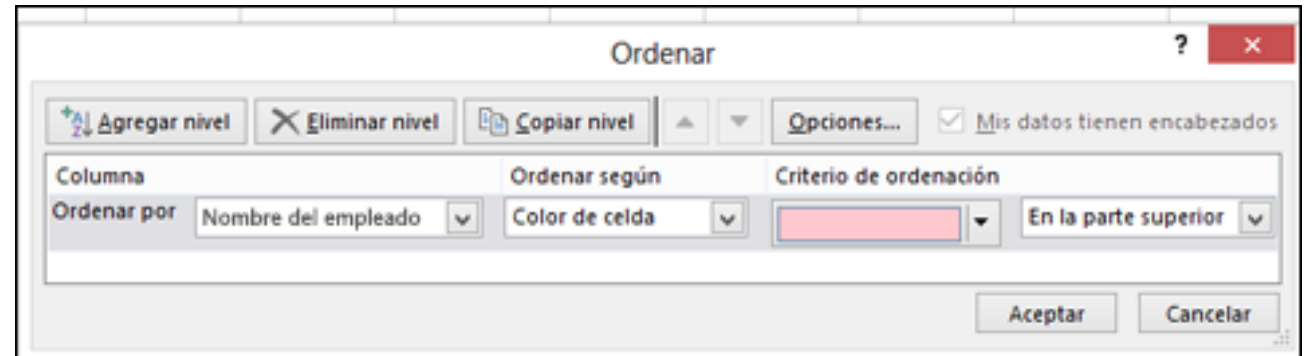 Ordenar ?
Agregar nivel Eliminar nivel Copiar nivel Opciones... Mis datos tienen encabezados
Columna Ordenar según Criterio de ordenación
Ordenar por Nombre del empleado Color de celda En la parte superior
Aceptar Cancelar